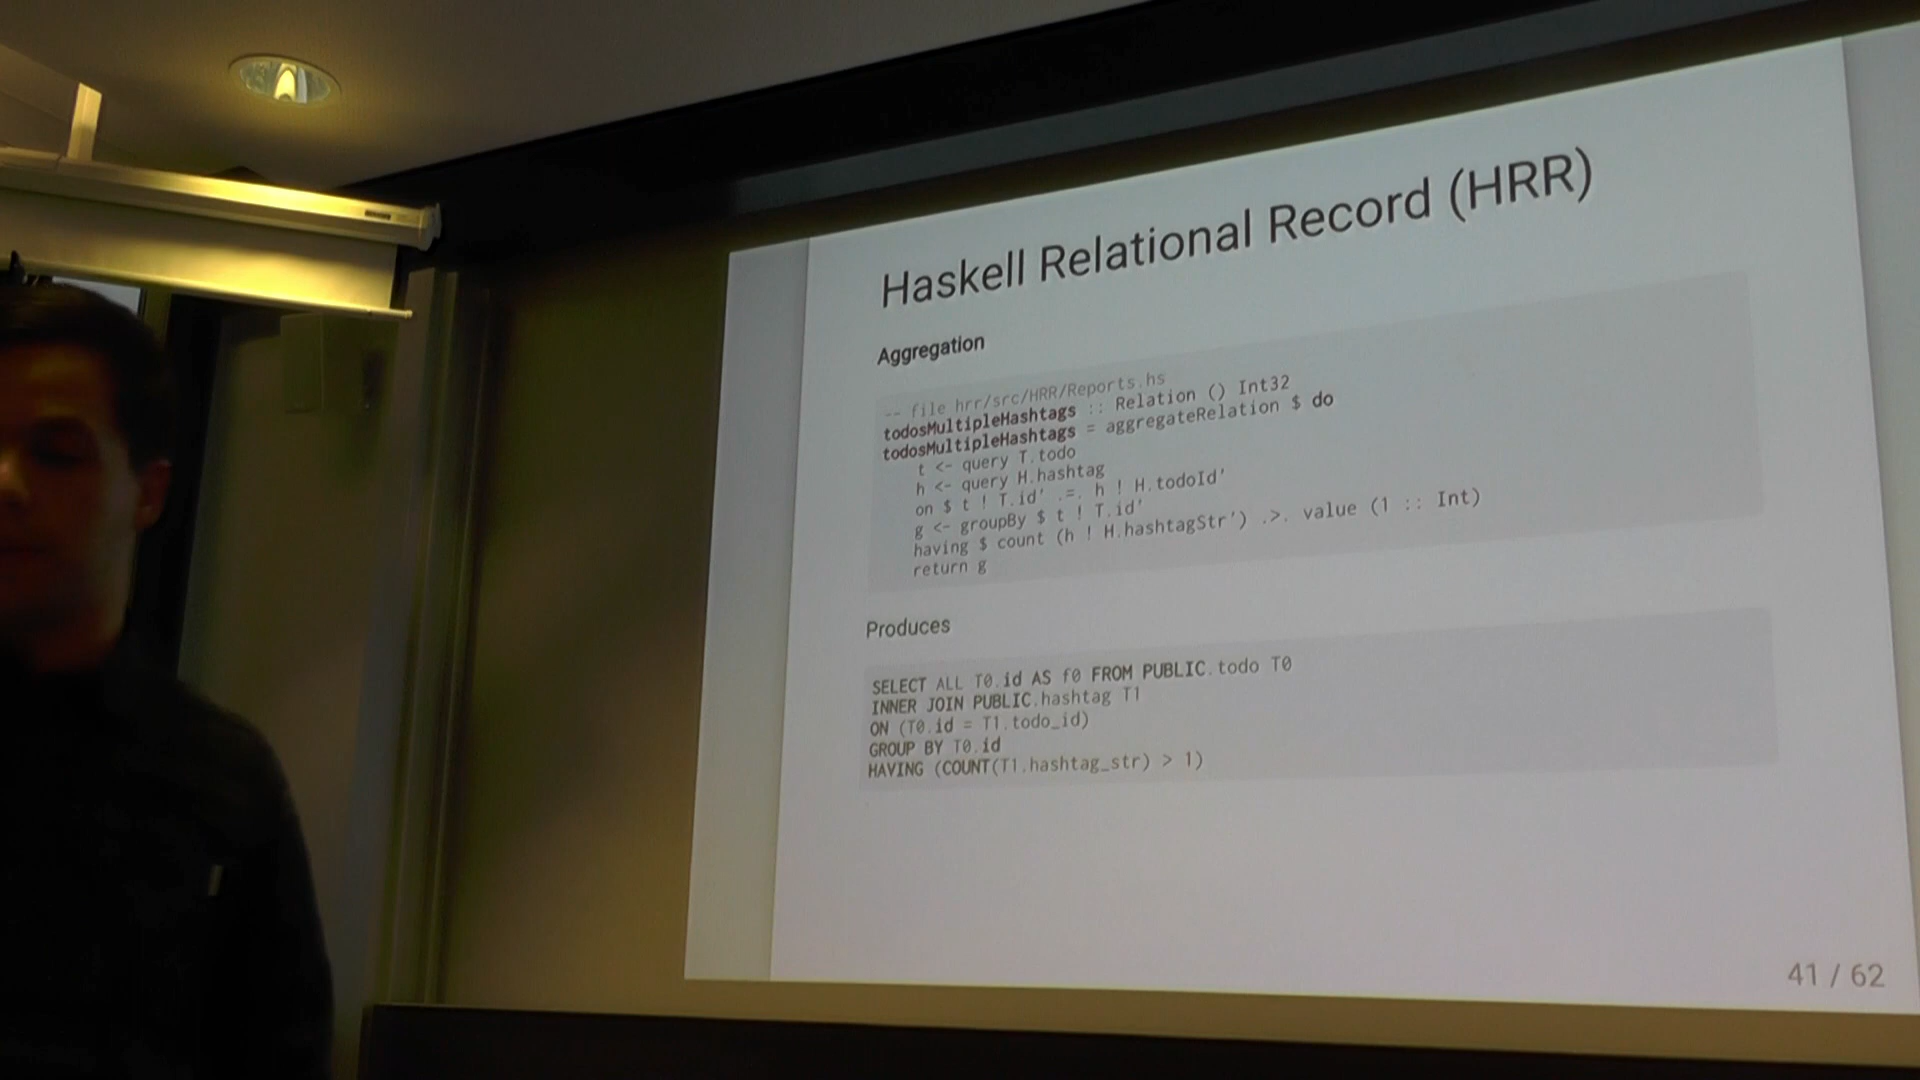 Haskell Relational Record (HRR)
Aggregation
-- file hrr/src/HRR/Reports.hs
todosMultipleHashtags :: Relation () Int32
todosMultipleHashtags = aggregateRelation $ do
t <- query T.todo
h <- query H.hashtag
on $ t ! T.id' .=. h ! H.todoId'
g <- groupBy $ t ! T.id'
having $ count (h ! H.hashtagStr') .>. value (1 :: Int)
return g
Produces
SELECT ALL T0.id AS f0 FROM PUBLIC.todo T0
INNER JOIN PUBLIC.hashtag T1
ON (T0.id = T1.todo_id)
GROUP BY T0.id
HAVING (COUNT(T1.hashtag_str) > 1)
41 / 62